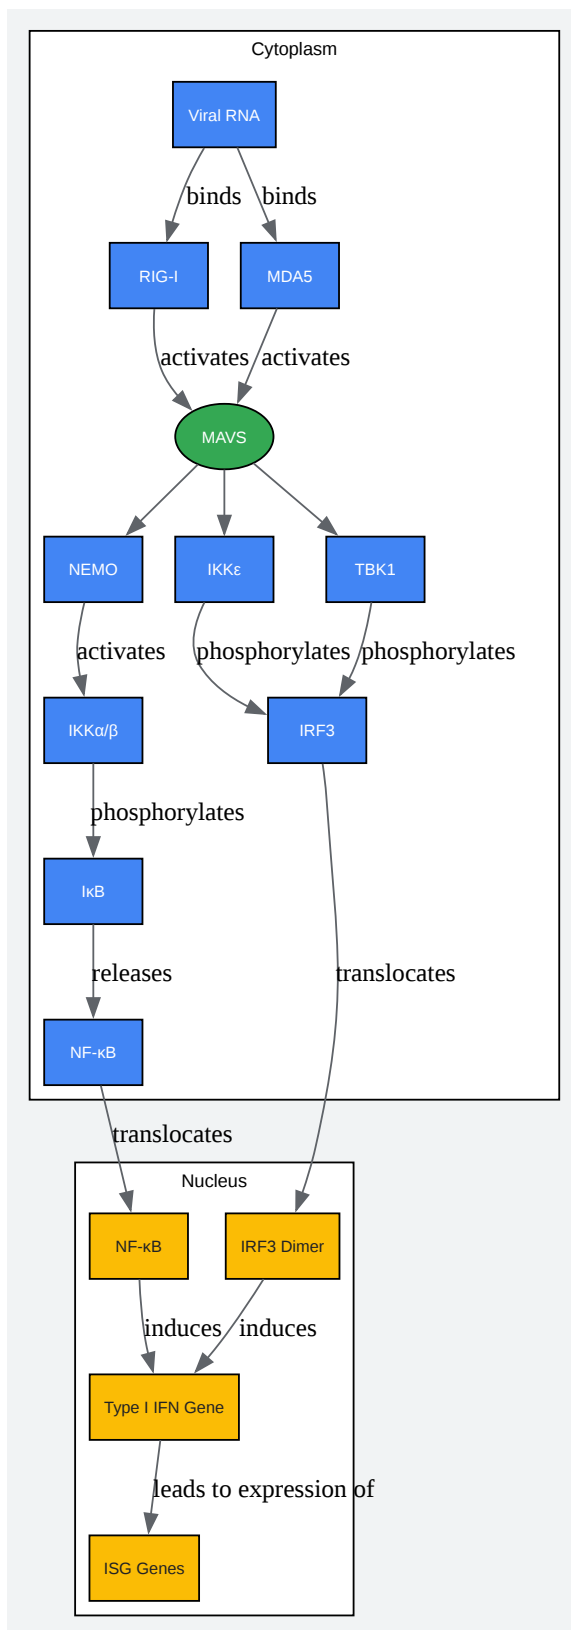 Cytoplasm
Viral RNA
binds binds
RIG-I MDA5
activates activates
MAVS
NEMO IKKε TBK1
activates phosphorylates phosphorylates
IKKα/β IRF3
phosphorylates
IκB
releases translocates
NF-κB
translocates
Nucleus
NF-κB IRF3 Dimer
induces induces
Type I IFN Gene
leads to expression of
ISG Genes